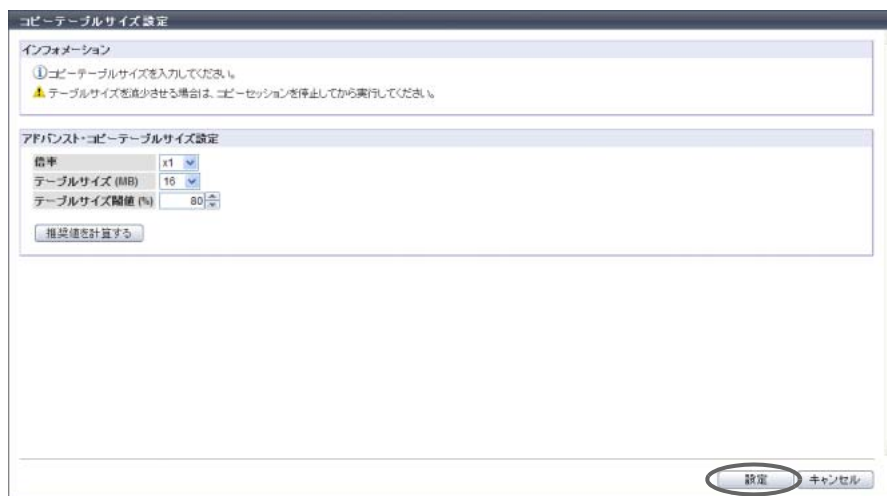 コピーテーブルサイズ設定
インフォメーション
コピーテーブルサイズを入力してください。
テーブルサイズを減少させる場合は、コピーセッションを停止してから実行してください。
アドバンスト・コピーテーブルサイズ設定
倍率 x1
テーブルサイズ (MB) 16
テーブルサイズ閾値 (%) 80
推奨値を計算する
設定 キャンセル